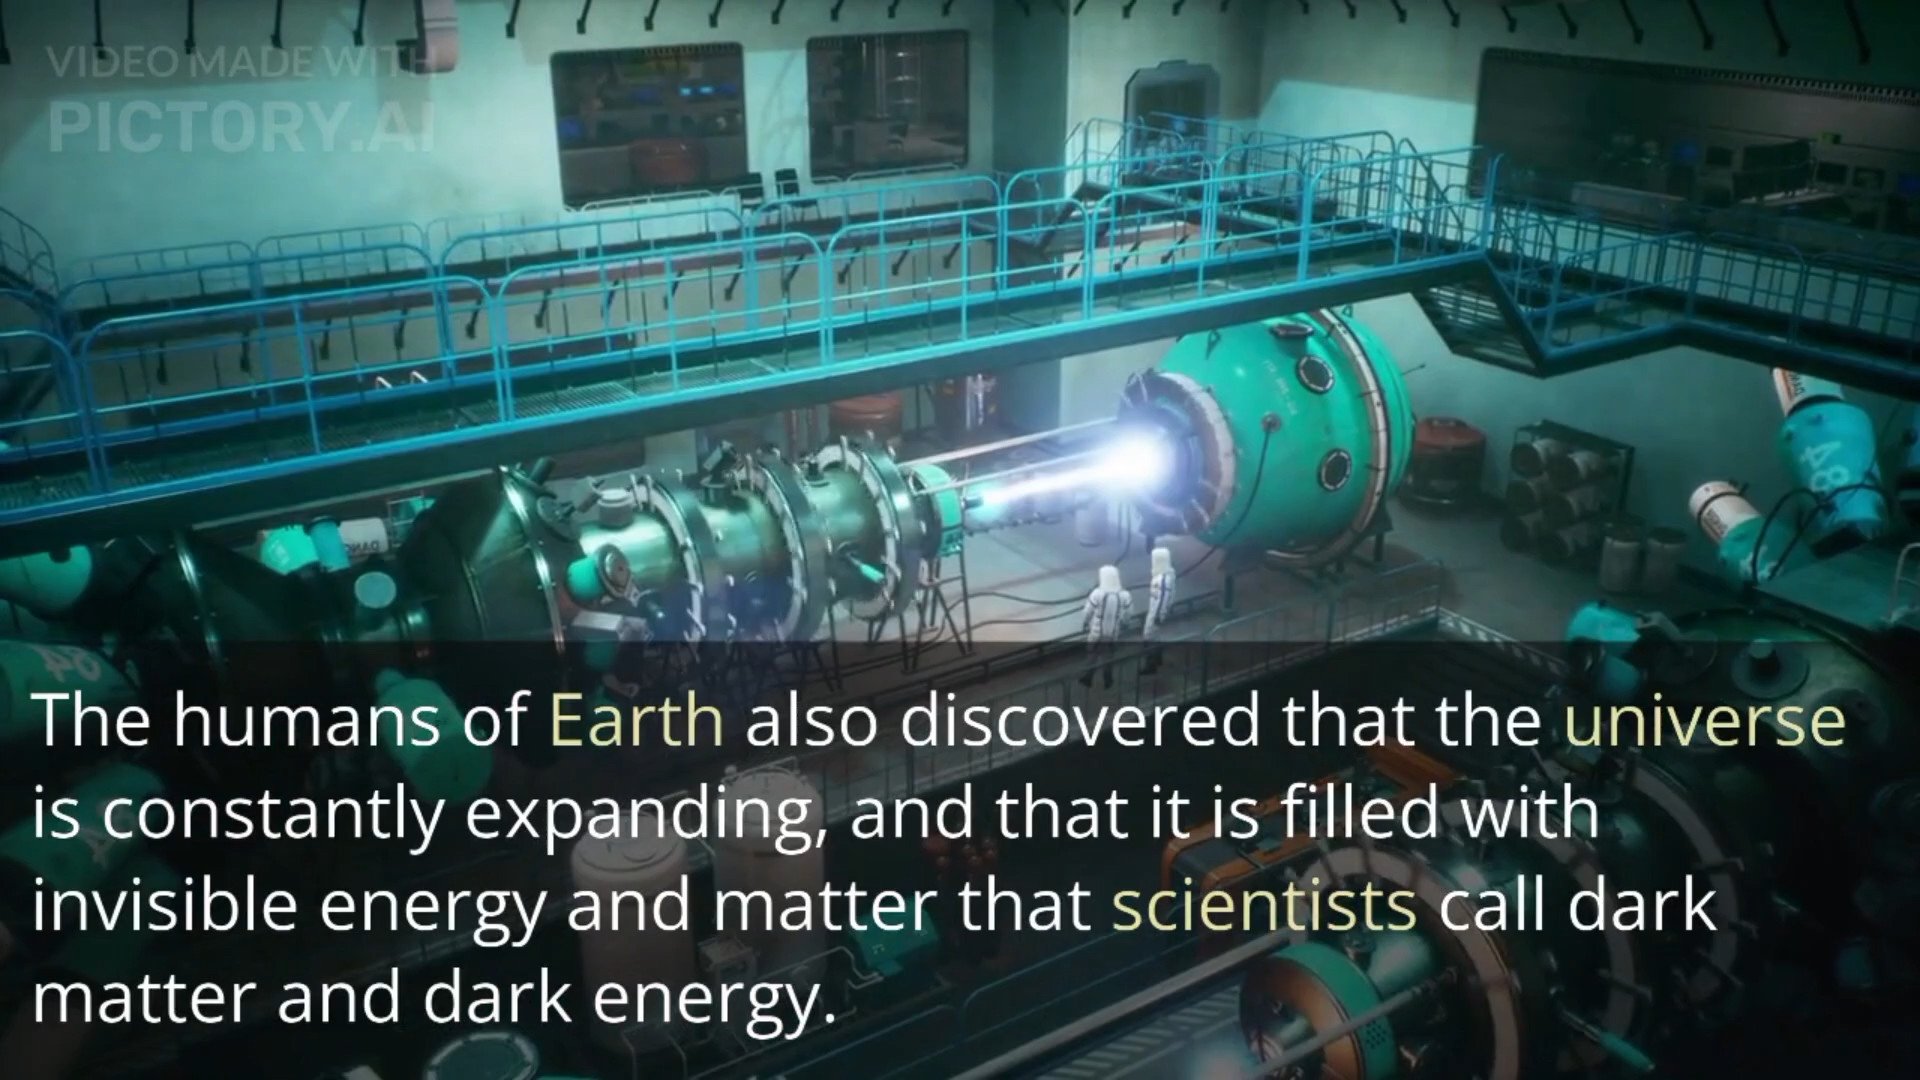 VIDEO MADE WITH
PICTORY.AI
48
The humans of Earth also discovered that the universe
is constantly expanding, and that it is filled with
invisible energy and matter that scientists call dark
matter and dark energy.